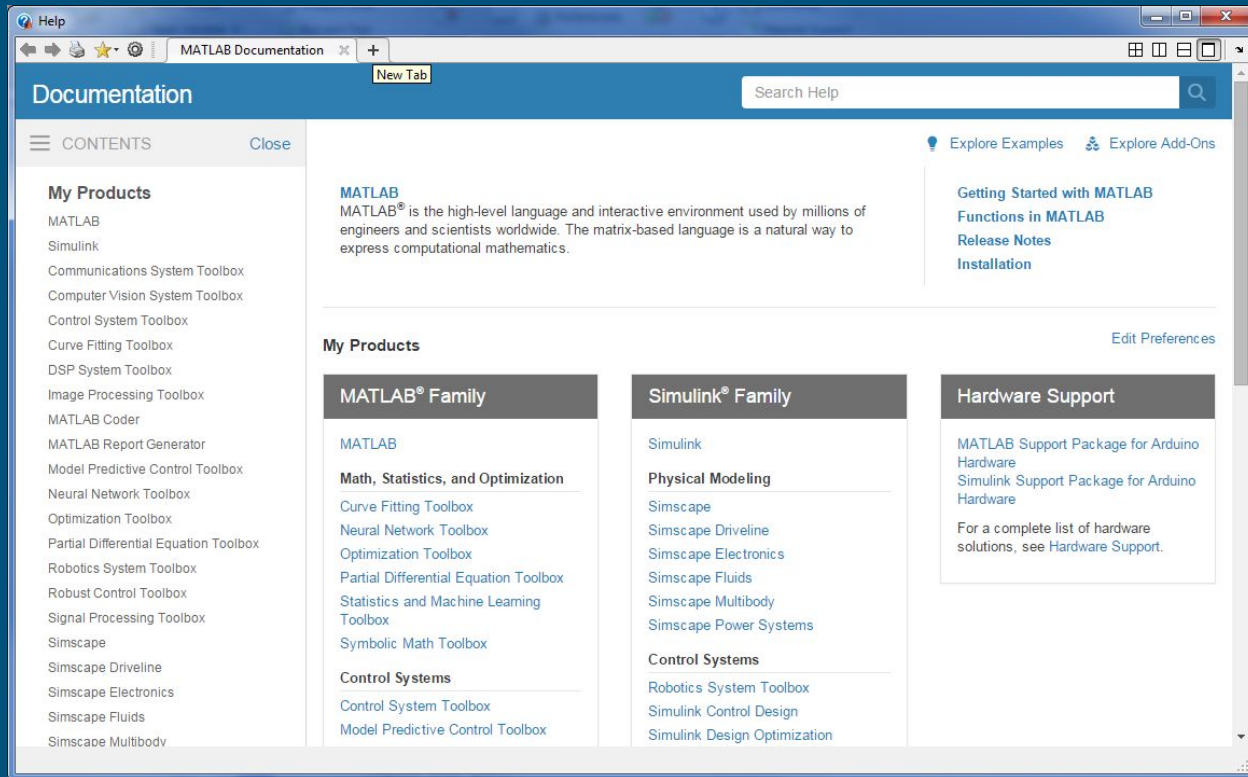 Help
MATLAB Documentation
New Tab
Documentation
Search Help
CONTENTS
Close
Explore Examples
Explore Add-Ons
My Products
MATLAB
Simulink
Communications System Toolbox
Computer Vision System Toolbox
Control System Toolbox
Curve Fitting Toolbox
DSP System Toolbox
Image Processing Toolbox
MATLAB Coder
MATLAB Report Generator
Model Predictive Control Toolbox
Neural Network Toolbox
Optimization Toolbox
Partial Differential Equation Toolbox
Robotics System Toolbox
Robust Control Toolbox
Signal Processing Toolbox
Simscape
Simscape Driveline
Simscape Electronics
Simscape Fluids
Simscape Multibody
MATLAB
MATLAB® is the high-level language and interactive environment used by millions of
engineers and scientists worldwide. The matrix-based language is a natural way to
express computational mathematics.
Getting Started with MATLAB
Functions in MATLAB
Release Notes
Installation
My Products
Edit Preferences
MATLAB® Family
MATLAB
Math, Statistics, and Optimization
Curve Fitting Toolbox
Neural Network Toolbox
Optimization Toolbox
Partial Differential Equation Toolbox
Statistics and Machine Learning
Toolbox
Symbolic Math Toolbox
Control Systems
Control System Toolbox
Model Predictive Control Toolbox
Simulink® Family
Simulink
Physical Modeling
Simscape
Simscape Driveline
Simscape Electronics
Simscape Fluids
Simscape Multibody
Simscape Power Systems
Control Systems
Robotics System Toolbox
Simulink Control Design
Simulink Design Optimization
Hardware Support
MATLAB Support Package for Arduino
Hardware
Simulink Support Package for Arduino
Hardware
For a complete list of hardware
solutions, see Hardware Support.